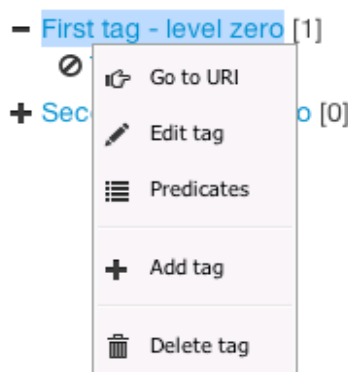 First tag - level zero [1]
Go to URI
Sec o [0]
Edit tag
Predicates
Add tag
Delete tag